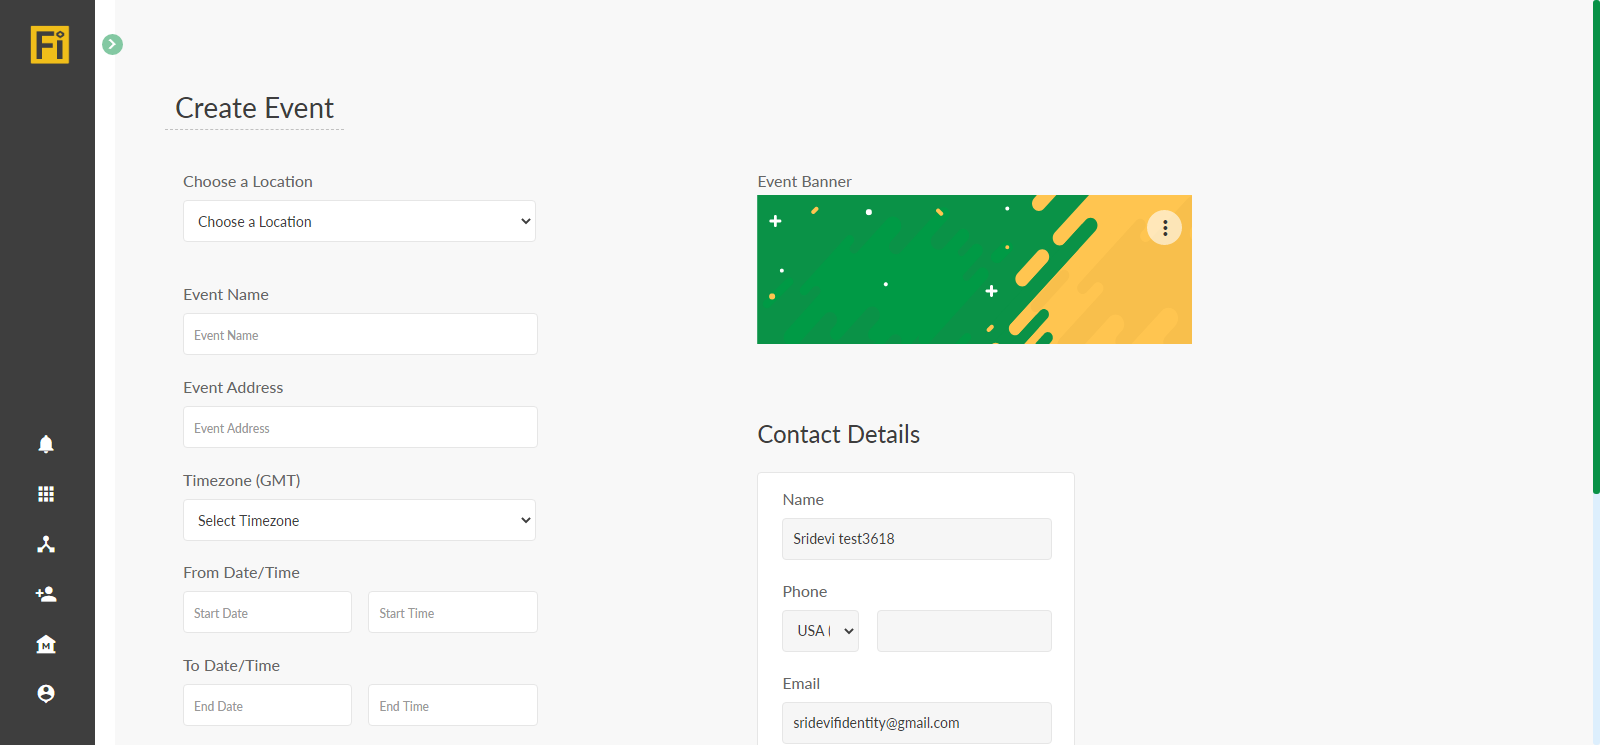 Fi
Create Event
Choose a Location
Choose a Location
Event Name
Event Name
Event Address
Event Address
Timezone (GMT)
Select Timezone
From Date/Time
Start Date Start Time
To Date/Time
End Date End Time
Event Banner
Contact Details
Name
Sridevi test3618
Phone
USA (
Email
sridevifidentity@gmail.com
M